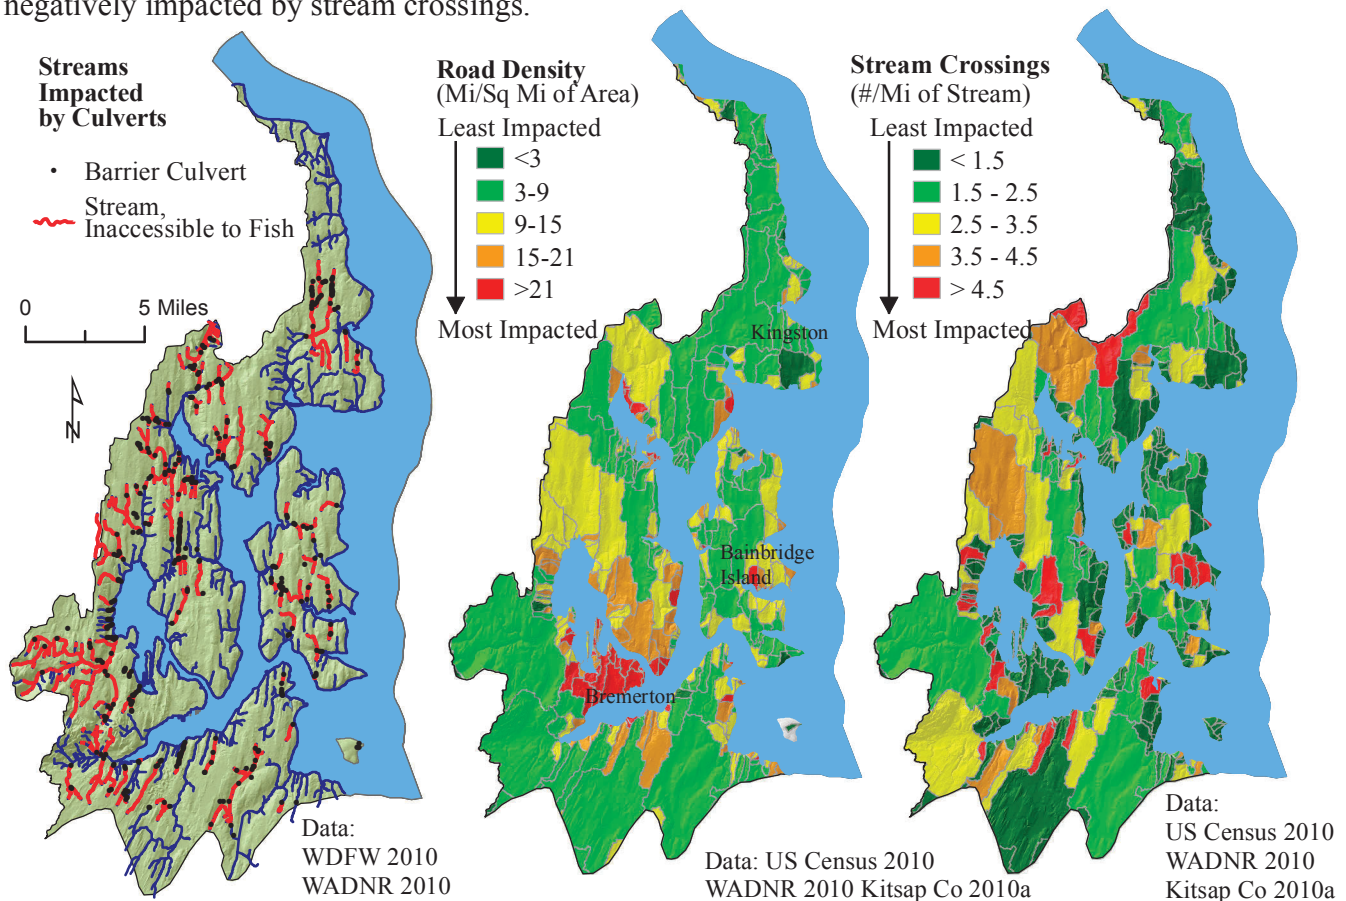 negatively impacted by stream crossings.
Streams
Impacted
by Culverts
Barrier Culvert
Stream,
Inaccessible to Fish
0 5 Miles
N
Data:
WDFW 2010
WADNR 2010
Road Density
(Mi/Sq Mi of Area)
Least Impacted
<3
3-9
9-15
15-21
>21
Most Impacted
Kingston
Bainbridge
Island
Bremerton
Data: US Census 2010
WADNR 2010 Kitsap Co 2010a
Stream Crossings
(#/Mi of Stream)
Least Impacted
< 1.5
1.5 - 2.5
2.5 - 3.5
3.5 - 4.5
> 4.5
Most Impacted
Data:
US Census 2010
WADNR 2010
Kitsap Co 2010a